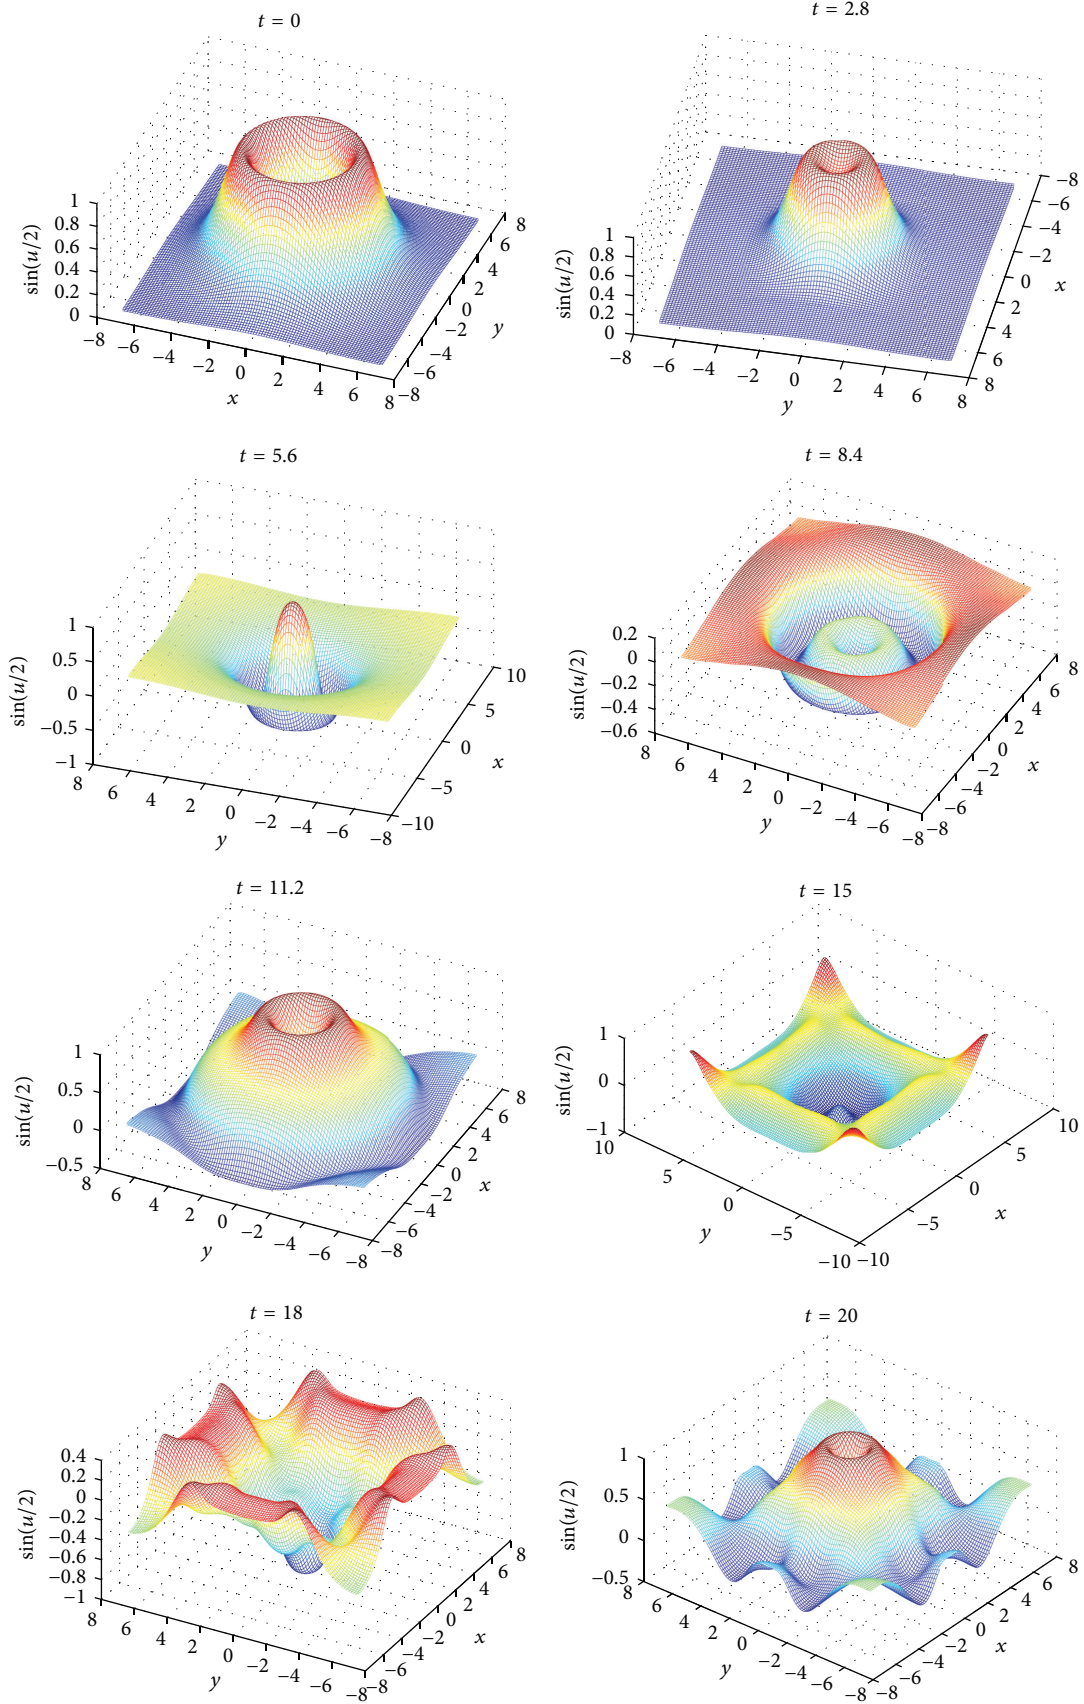 t = 0
sin(u/2)
1
0.8
0.6
0.4
0.2
0
−8 −6 −4 −2 0 2 4 6 8
x
−8 −6 −4 −2 0 2 4 6 8
y
t = 2.8
sin(u/2)
1
0.8
0.6
0.4
0.2
0
−8 −6 −4 −2 0 2 4 6 8
y
−8 −6 −4 −2 0 2 4 6 8
x
t = 5.6
sin(u/2)
1
0.5
0
−0.5
−1
8 6 4 2 0 −2 −4 −6 −8
y
−10 −5 0 5 10
x
t = 8.4
sin(u/2)
0.2
0
−0.2
−0.4
−0.6
8 6 4 2 0 −2 −4 −6 −8
y
−8 −6 −4 −2 0 2 4 6 8
x
t = 11.2
sin(u/2)
1
0.5
0
−0.5
8 6 4 2 0 −2 −4 −6 −8
y
−8 −6 −4 −2 0 2 4 6 8
x
t = 15
sin(u/2)
1
0
−1
10 5 0 −5 −10
y
−10 −5 0 5 10
x
t = 18
sin(u/2)
0.4
0.2
0
−0.2
−0.4
−0.6
−0.8
−1
8 6 4 2 0 −2 −4 −6 −8
y
−8 −6 −4 −2 0 2 4 6 8
x
t = 20
sin(u/2)
1
0.5
0
−0.5
8 6 4 2 0 −2 −4 −6 −8
y
−8 −6 −4 −2 0 2 4 6 8
x